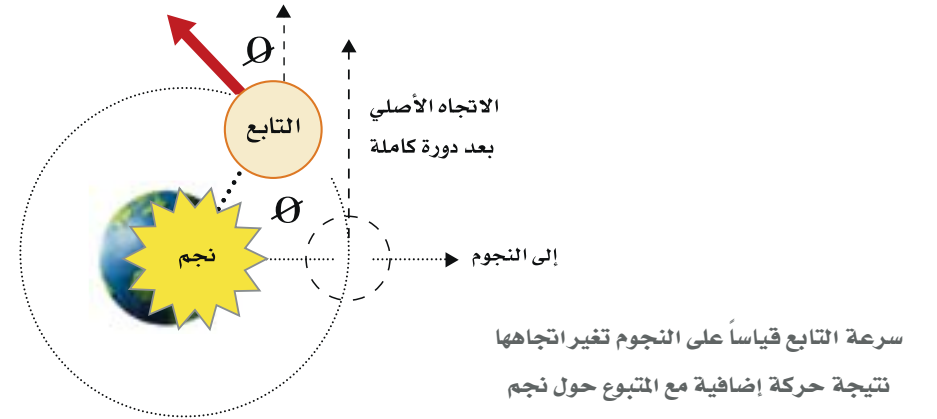 Ø
الاتجاه الأصلي
بعد دورة كاملة
التابع
Ø
نجم
إلى النجوم
سرعة التابع قياساً على النجوم تغير اتجاهها
نتيجة حركة إضافية مع المتبوع حول نجم